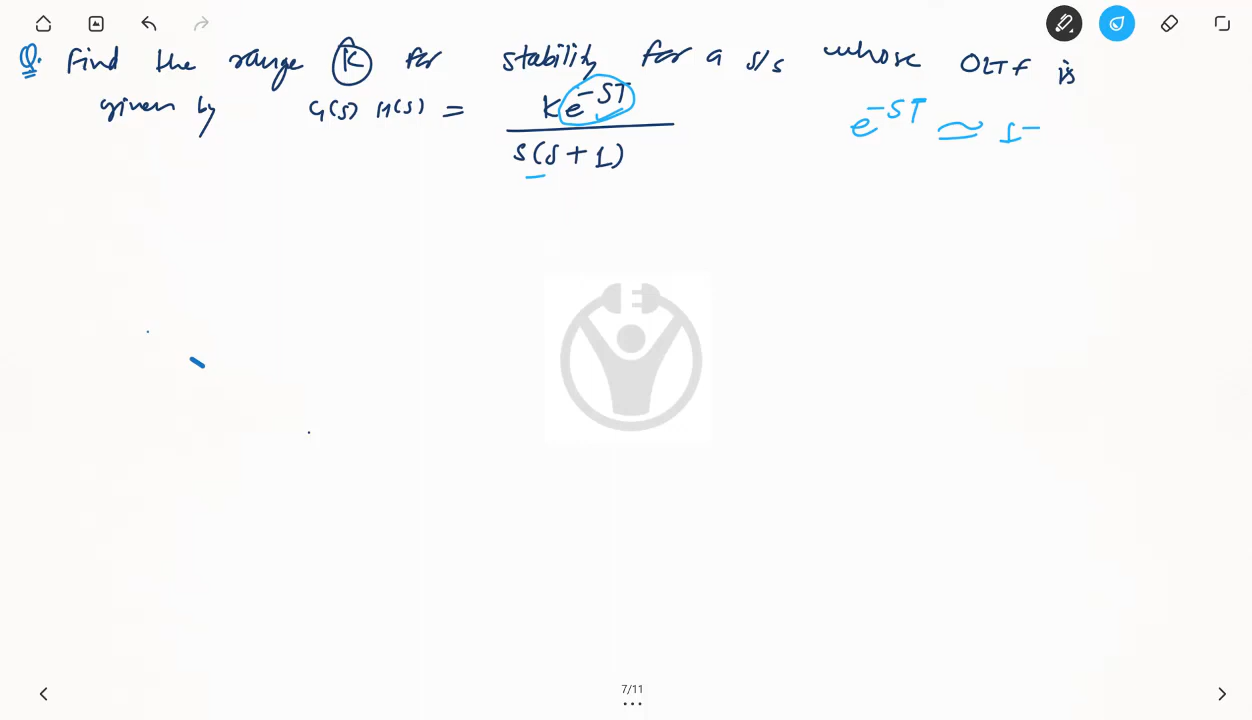 Q. Find the range K for stability for a s/s whose OLTF is
given by G(s) H(s) = Ke^-ST / s(s+1)
e^-ST ≃ 1-
7/11